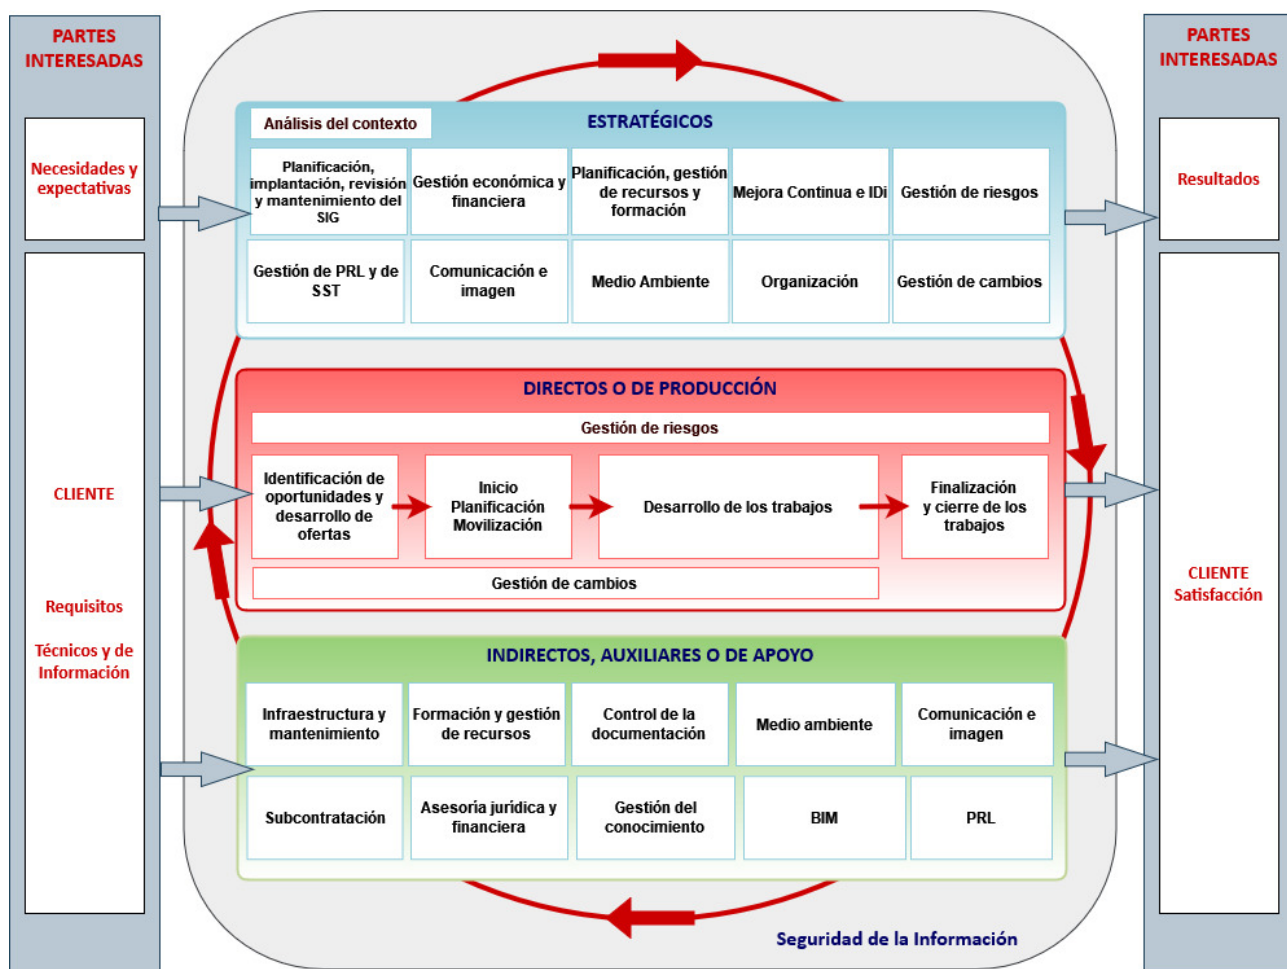 PARTES
INTERESADAS
Necesidades y
expectativas
CLIENTE
Requisitos
Técnicos y de
Información
ESTRATÉGICOS
Análisis del contexto
Planificación,
implantación, revisión
y mantenimiento del
SIG
Gestión económica y
financiera
Planificación, gestión
de recursos y
formación
Mejora Continua e IDi
Gestión de riesgos
Gestión de PRL y de
SST
Comunicación e
imagen
Medio Ambiente
Organización
Gestión de cambios
DIRECTOS O DE PRODUCCIÓN
Gestión de riesgos
Identificación de
oportunidades y
desarrollo de
ofertas
Inicio
Planificación
Movilización
Desarrollo de los trabajos
Finalización
y cierre de los
trabajos
Gestión de cambios
INDIRECTOS, AUXILIARES O DE APOYO
Infraestructura y
mantenimiento
Formación y gestión
de recursos
Control de la
documentación
Medio ambiente
Comunicación e
imagen
Subcontratación
Asesoría jurídica y
financiera
Gestión del
conocimiento
BIM
PRL
Seguridad de la Información
PARTES
INTERESADAS
Resultados
CLIENTE
Satisfacción